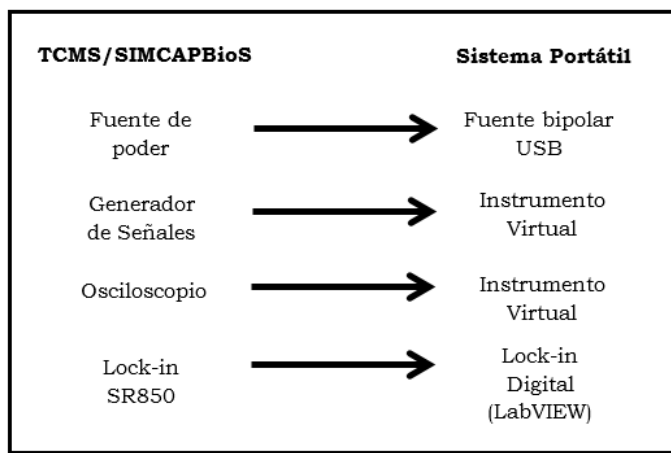 TCMS/SIMCAPBioS
Sistema Portátil
Fuente de
poder
Fuente bipolar
USB
Generador
de Señales
Instrumento
Virtual
Osciloscopio
Instrumento
Virtual
Lock-in
SR850
Lock-in
Digital
(LabVIEW)